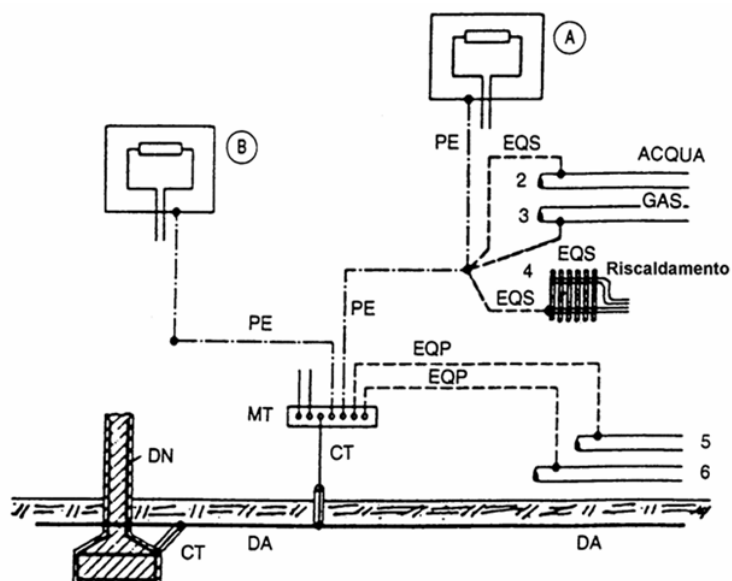 A
B
PE
EQS
ACQUA
2
3
GAS
4
EQS
Riscaldamento
EQS
PE
PE
EQP
EQP
MT
CT
5
6
DN
CT
DA
DA